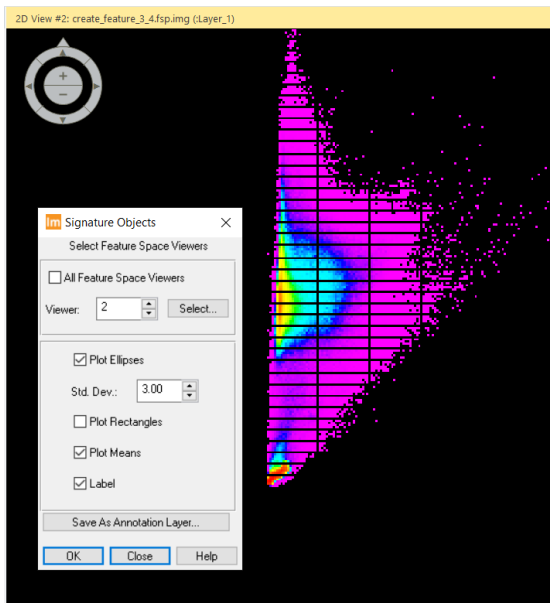 2D View #2: create_feature_3_4.fsp.img (:Layer_1)
Im Signature Objects
Select Feature Space Viewers
All Feature Space Viewers
Viewer: 2 Select...
Plot Ellipses
Std. Dev.: 3.00
Plot Rectangles
Plot Means
Label
Save As Annotation Layer...
OK Close Help